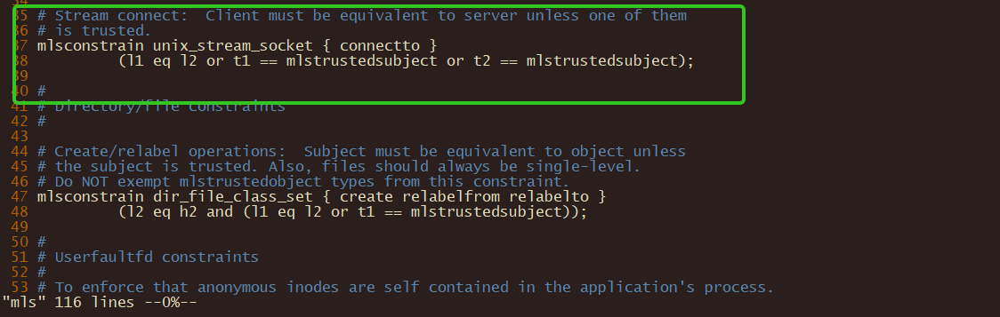 34
35 # Stream connect:  Client must be equivalent to server unless one of them
36 # is trusted.
37 mlsconstrain unix_stream_socket { connectto }
38         (l1 eq l2 or t1 == mlstrustedsubject or t2 == mlstrustedsubject);
39
40 #
41 # Directory/file constraints
42 #
43
44 # Create/relabel operations:  Subject must be equivalent to object unless
45 # the subject is trusted. Also, files should always be single-level.
46 # Do NOT exempt mlstrustedobject types from this constraint.
47 mlsconstrain dir_file_class_set { create relabelfrom relabelto }
48         (l2 eq h2 and (l1 eq l2 or t1 == mlstrustedsubject));
49
50 #
51 # Userfaultfd constraints
52 #
53 # To enforce that anonymous inodes are self contained in the application's process.
"mls" 116 lines --0%--